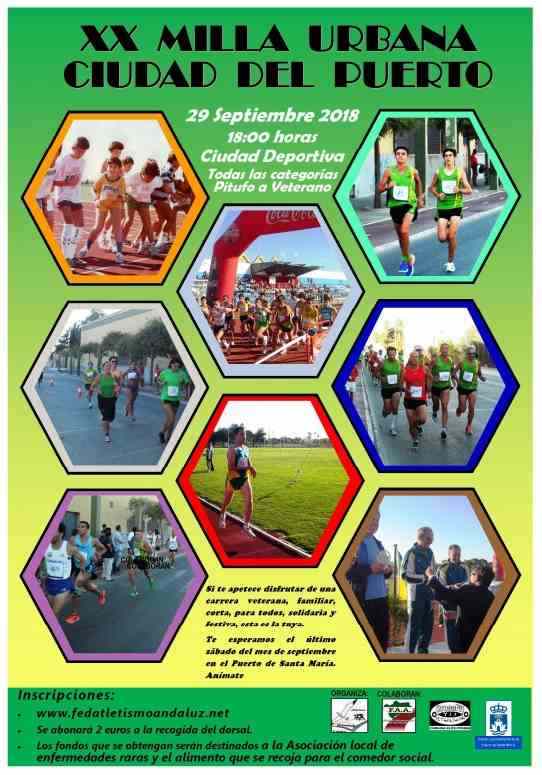 XX MILLA URBANA
CIUDAD DEL PUERTO
29 Septiembre 2018
18:00 horas
Ciudad Deportiva
Todas las categorías
Pitufo a Veterano
Coca-Cola
COLABORAN
Si te apetece disfrutar de una
carrera veterana, familiar,
corta, para todos, solidaria y
festiva, esta es la tuya.
Te esperamos el último
sábado del mes de septiembre
en el Puerto de Santa María.
Anímate
Inscripciones:
• www.fedatletismoandaluz.net
• Se abonará 2 euros a la recogida del dorsal.
• Los fondos que se obtengan serán destinados a la Asociación local de
enfermedades raras y el alimento que se recoja para el comedor social.
ORGANIZA:
COLABORAN:
F.A.A.